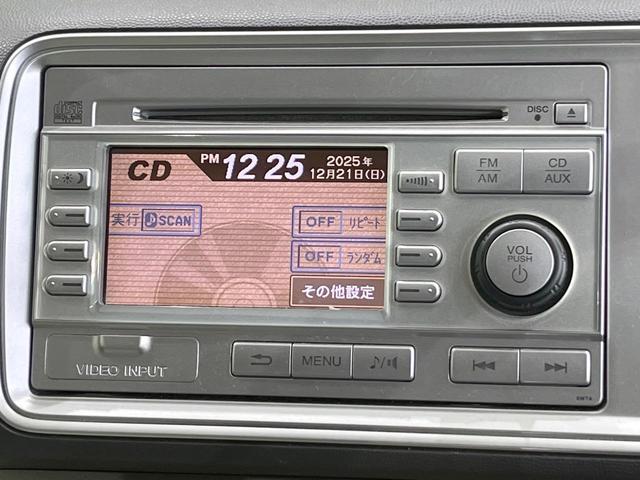 disc
DISC
CD PM 12 25 2025年
12月21日(日)
FM
AM
CD
AUX
実行 SCAN
OFF リピート
OFF ランダム
その他設定
VOL
PUSH
VIDEO INPUT
MENU